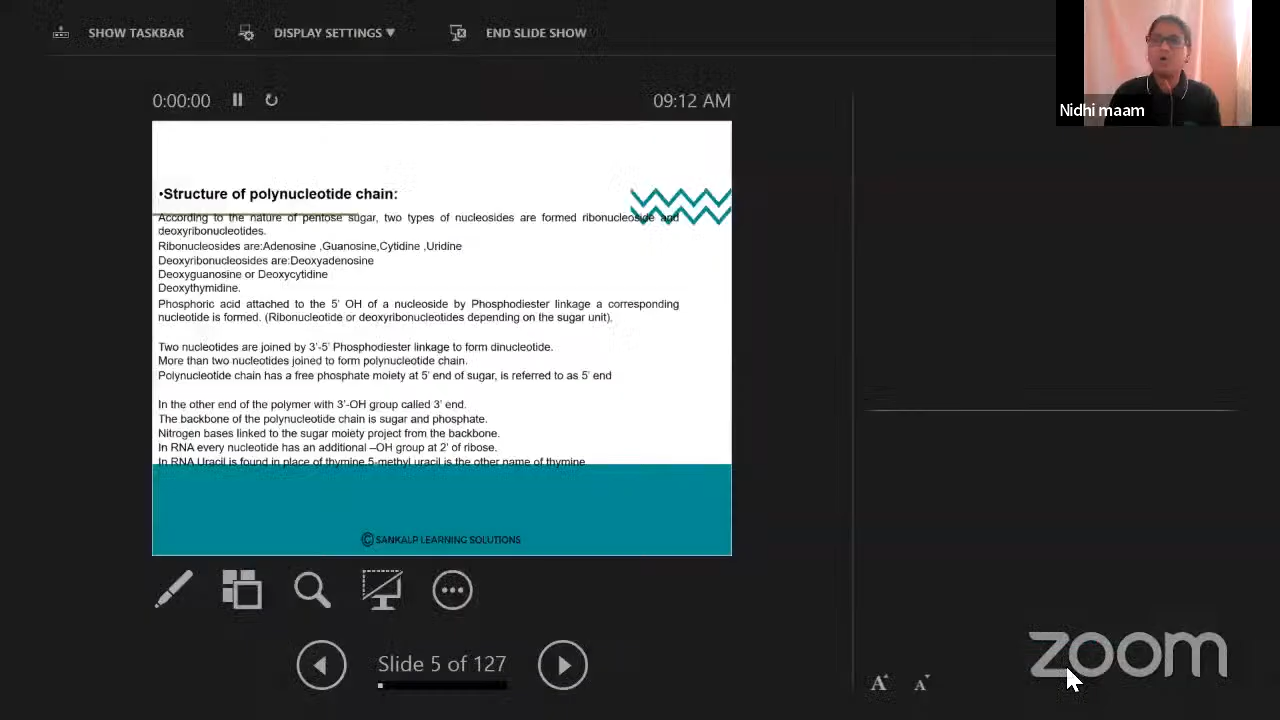 SHOW TASKBAR
DISPLAY SETTINGS ▼
END SLIDE SHOW
Nidhi maam
0:00:00
09:12 AM
•Structure of polynucleotide chain:
According to the nature of pentose sugar, two types of nucleosides are formed ribonucleoside and
deoxyribonucleotides.
Ribonucleosides are:Adenosine ,Guanosine,Cytidine ,Uridine
Deoxyribonucleosides are:Deoxyadenosine
Deoxyguanosine or Deoxycytidine
Deoxythymidine.
Phosphoric acid attached to the 5' OH of a nucleoside by Phosphodiester linkage a corresponding
nucleotide is formed. (Ribonucleotide or deoxyribonucleotides depending on the sugar unit).
Two nucleotides are joined by 3'-5' Phosphodiester linkage to form dinucleotide.
More than two nucleotides joined to form polynucleotide chain.
Polynucleotide chain has a free phosphate moiety at 5' end of sugar, is referred to as 5' end
In the other end of the polymer with 3'-OH group called 3' end.
The backbone of the polynucleotide chain is sugar and phosphate.
Nitrogen bases linked to the sugar moiety project from the backbone.
In RNA every nucleotide has an additional –OH group at 2' of ribose.
In RNA Uracil is found in place of thymine 5-methyl uracil is the other name of thymine
© SANKALP LEARNING SOLUTIONS
Slide 5 of 127
zoom
A A